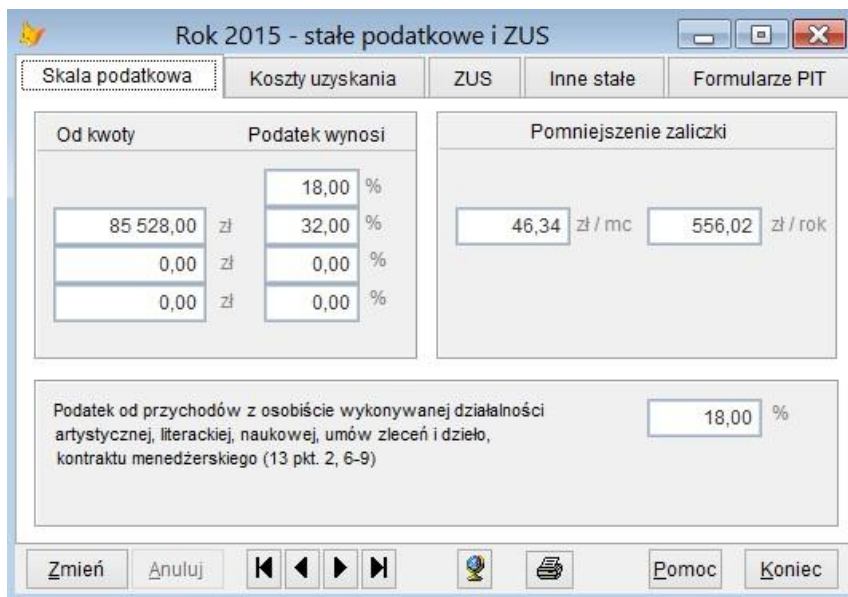 Rok 2015 - stałe podatkowe i ZUS
Skala podatkowa Koszty uzyskania ZUS Inne stałe Formularze PIT
Od kwoty Podatek wynosi
18,00 %
85 528,00 zł 32,00 %
0,00 zł 0,00 %
0,00 zł 0,00 %
Pomniejszenie zaliczki
46,34 zł / mc 556,02 zł / rok
Podatek od przychodów z osobiście wykonywanej działalności
artystycznej, literackiej, naukowej, umów zleceń i dzieło,
kontraktu menedżerskiego (13 pkt. 2, 6-9)
18,00 %
Zmień Anuluj Pomoc Koniec